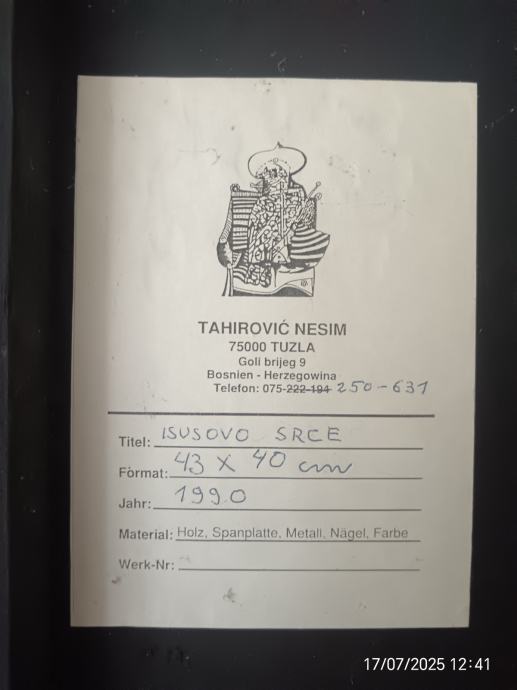 TAHIROVIĆ NESIM
75000 TUZLA
Goli brijeg 9
Bosnien - Herzegowina
Telefon: 075-222-194 250-631
Titel: ISUSOVO SRCE
Format: 43 X 40 cm
Jahr: 1990
Material: Holz, Spanplatte, Metall, Nägel, Farbe
Werk-Nr:
17/07/2025 12:41